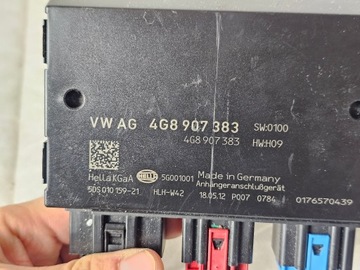 VW AG 4G8 907 383 SW:0100
4G8 907 383 HW:H09
Hella KGaA HELLA 5G001001 Made in Germany
Anhängeranschlußgerät
5DS 010 159-21 HLH-W42 18.05.12 P007 0784 0176570439